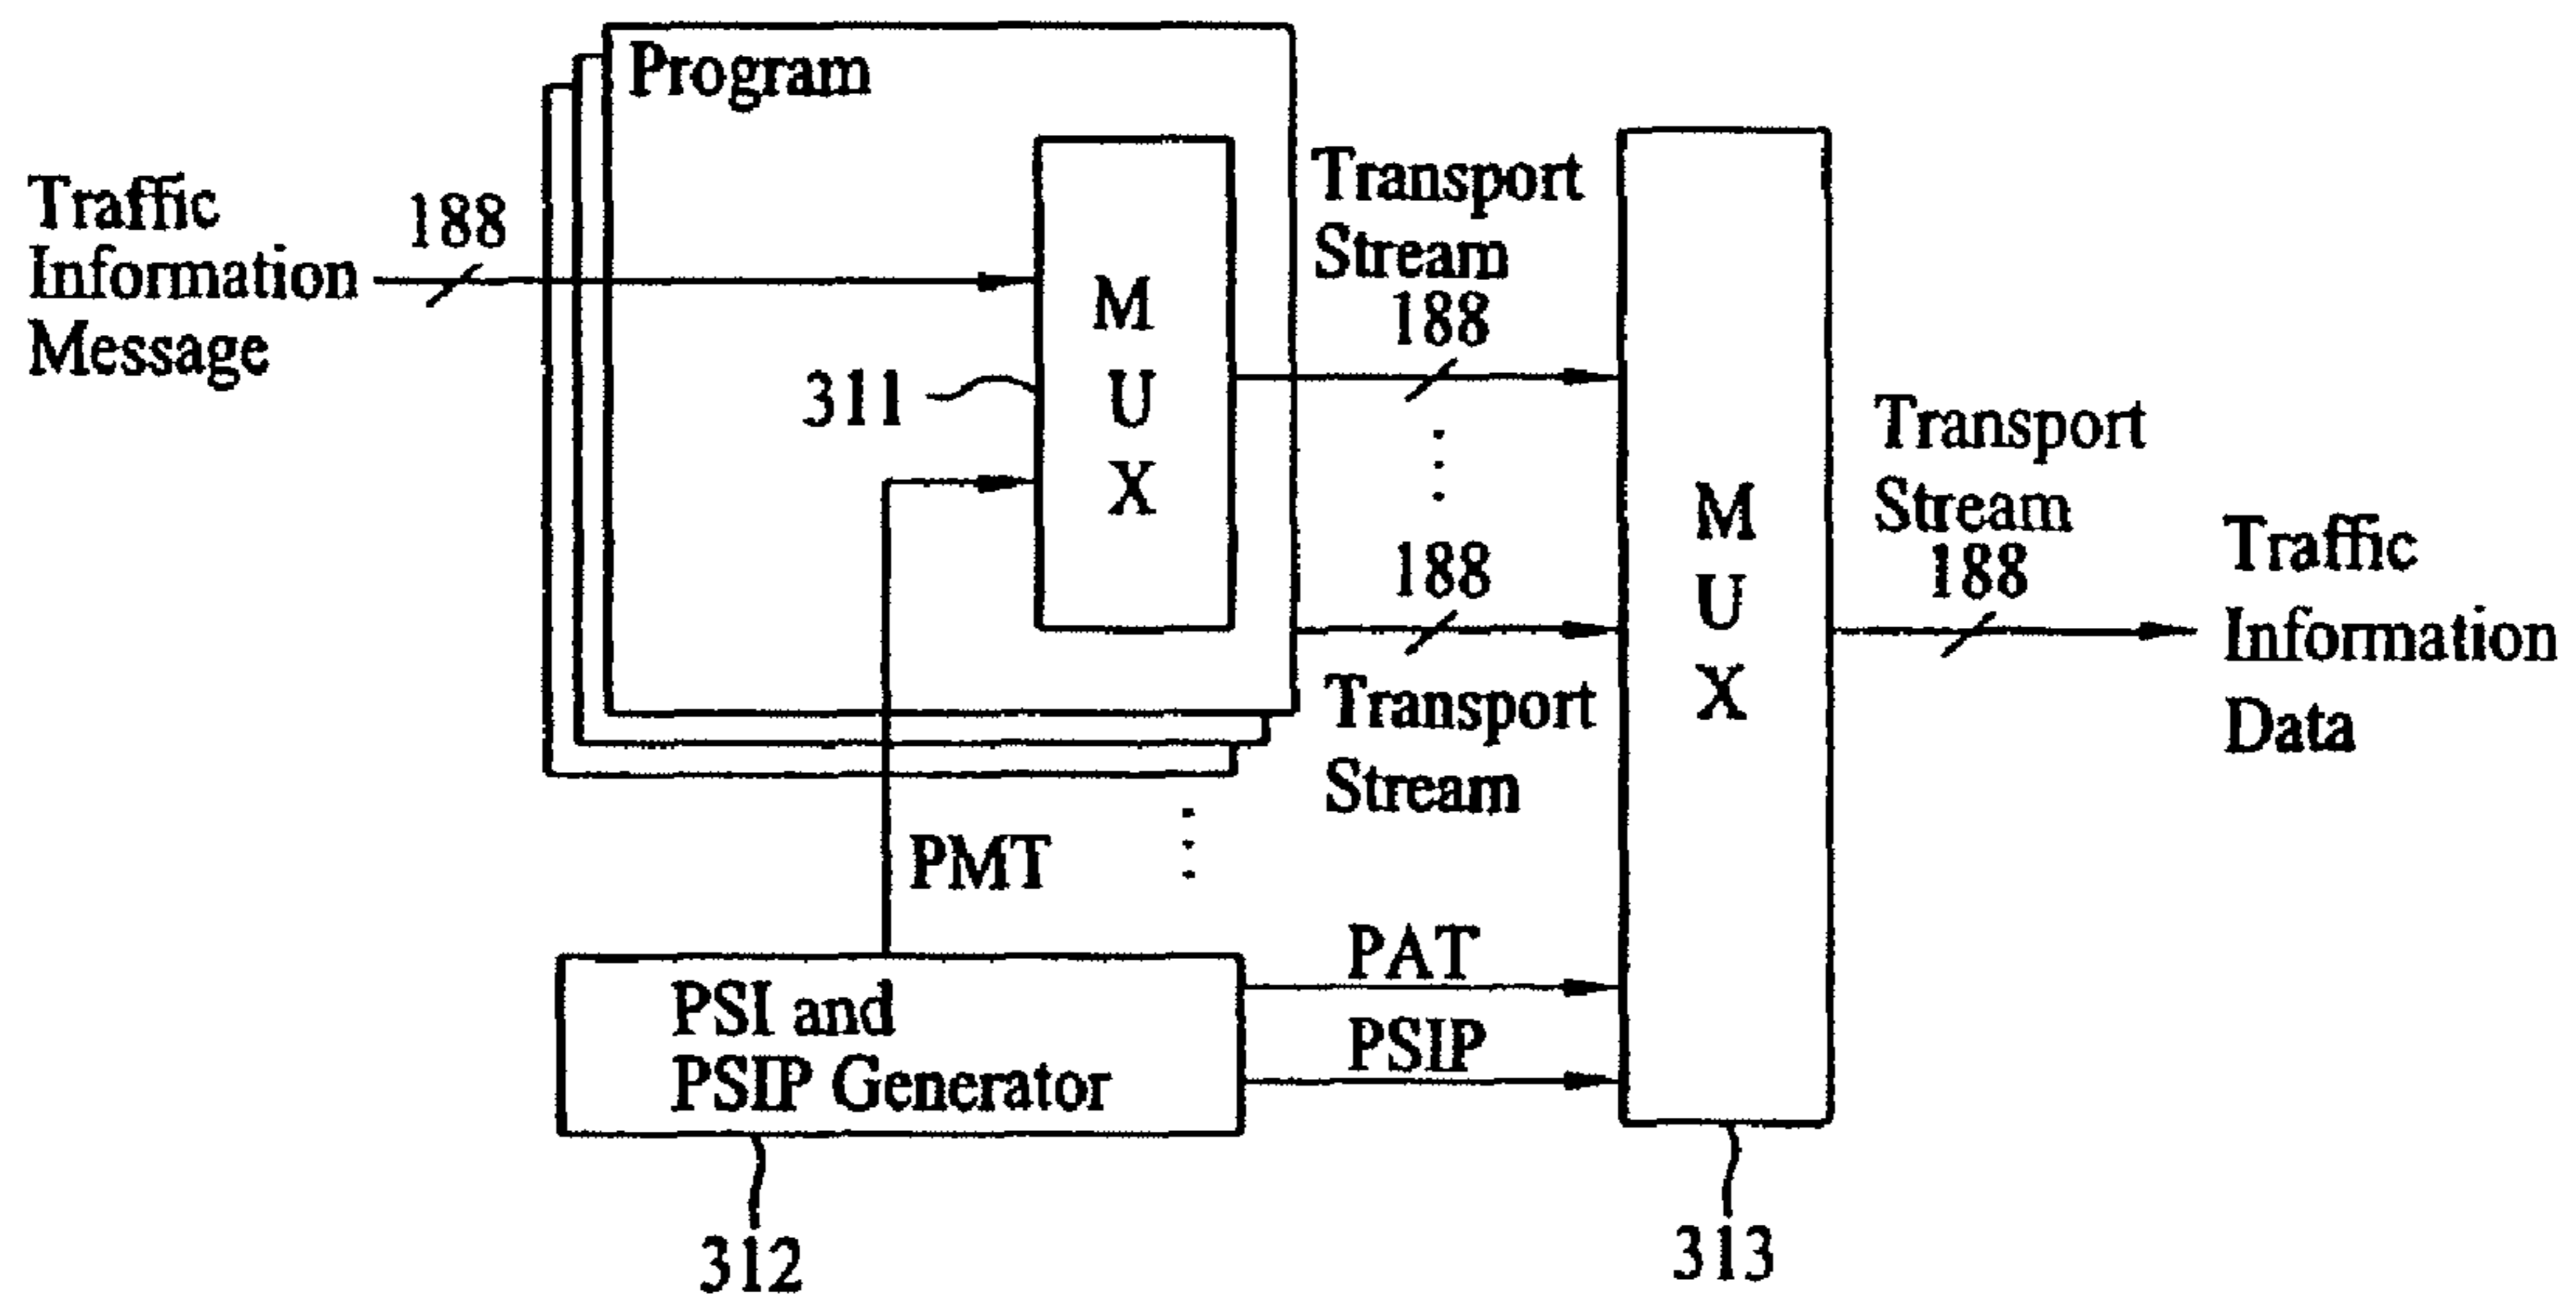 Program
Traffic
Information
Message
188
311
M
U
X
Transport
Stream
188
188
Transport
Stream
M
U
X
Transport
Stream
188
Traffic
Information
Data
PMT
PSI and
PSIP Generator
PAT
PSIP
312
313